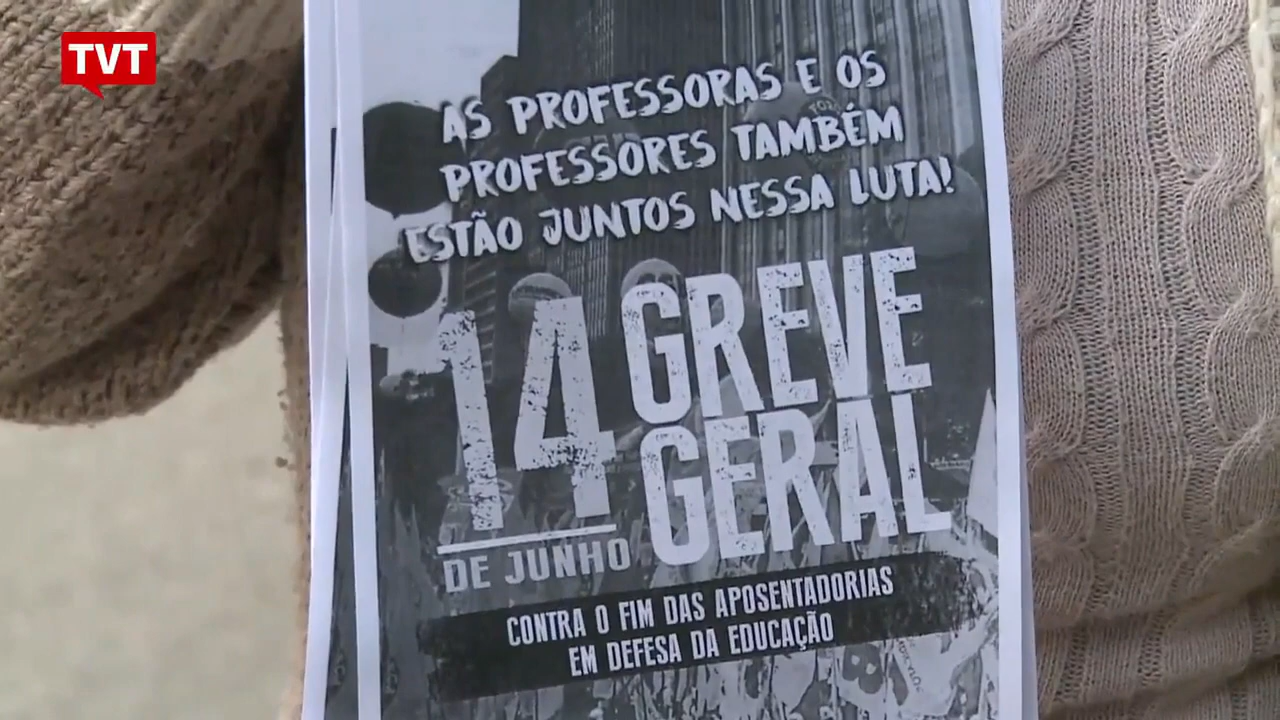 TVT
AS PROFESSORAS E OS
PROFESSORES TAMBÉM
ESTÃO JUNTOS NESSA LUTA!
14
DE JUNHO
GREVE
GERAL
CONTRA O FIM DAS APOSENTADORIAS
EM DEFESA DA EDUCAÇÃO